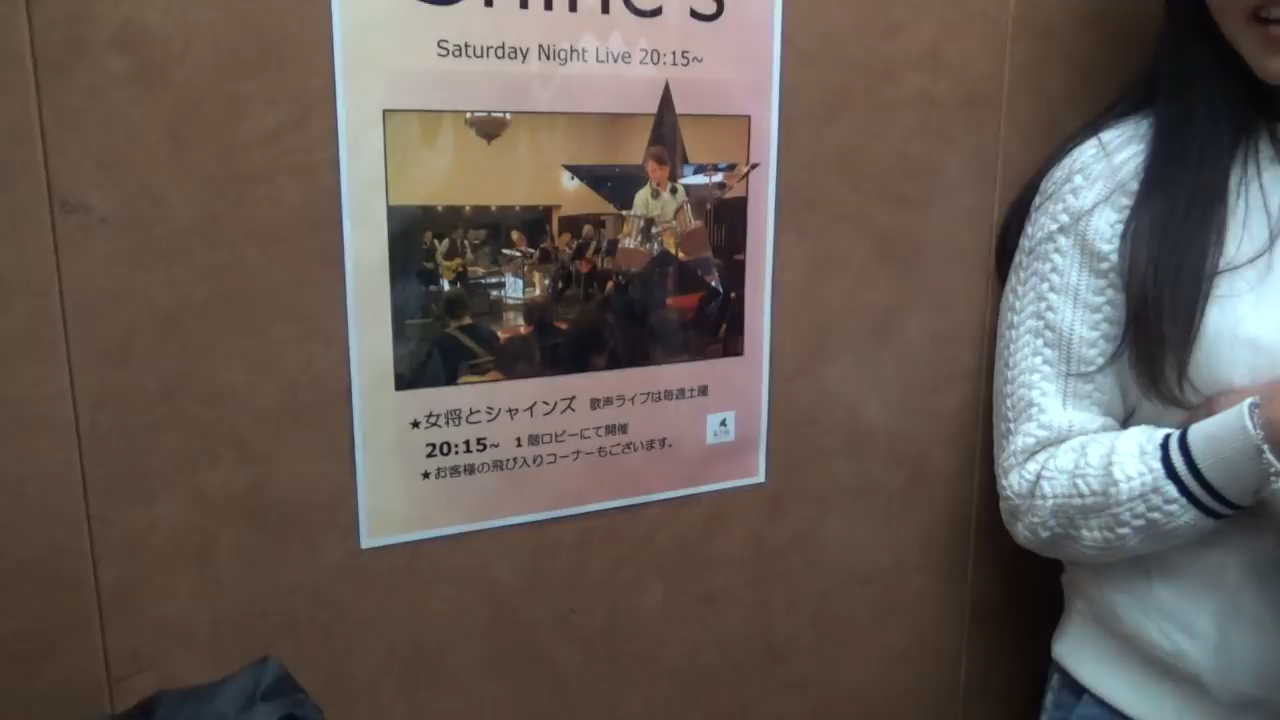 Shine's
Saturday Night Live 20:15~
★女将とシャインズ 歌声ライブは毎週土曜
20:15~ 1階ロビーにて開催
★お客様の飛び入りコーナーもございます。